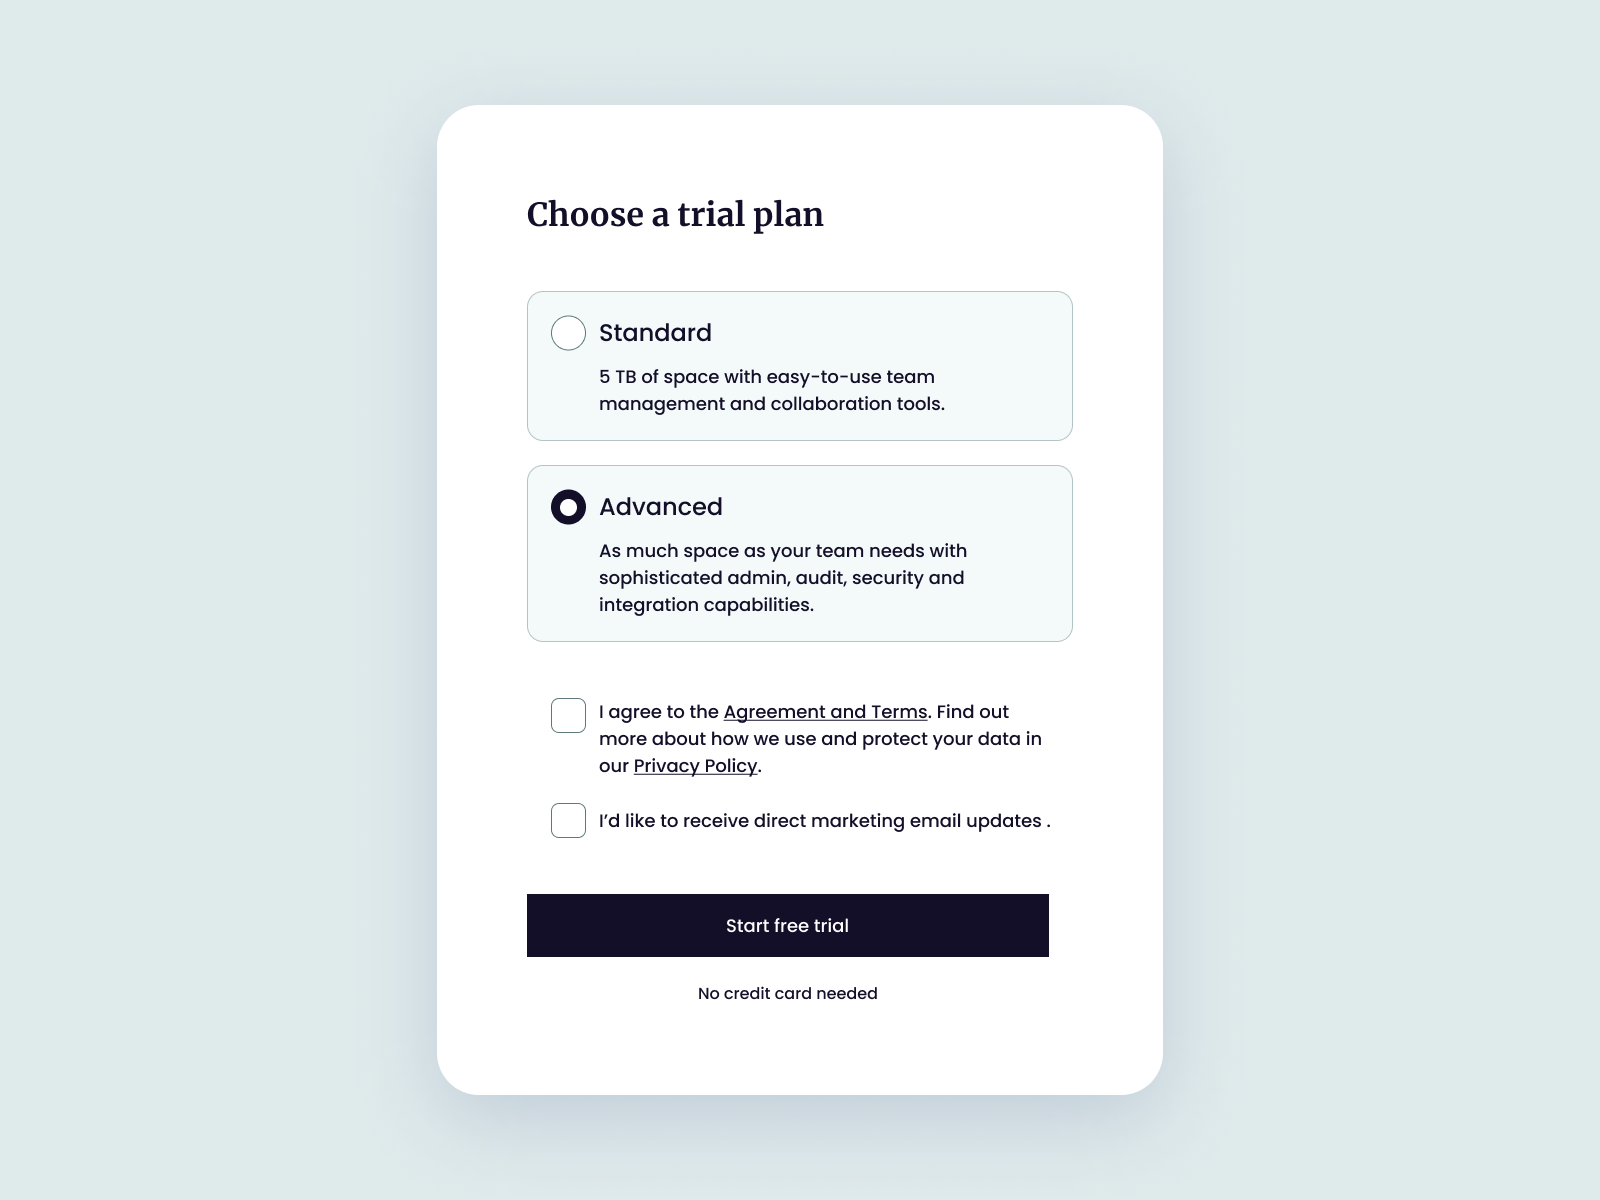 Choose a trial plan
Standard
5 TB of space with easy-to-use team
management and collaboration tools.
Advanced
As much space as your team needs with
sophisticated admin, audit, security and
integration capabilities.
I agree to the Agreement and Terms. Find out
more about how we use and protect your data in
our Privacy Policy.
I’d like to receive direct marketing email updates .
Start free trial
No credit card needed